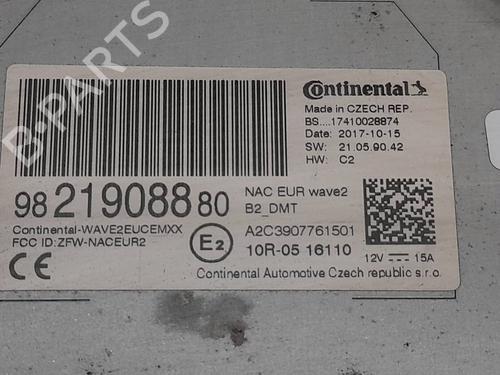 B-PARTS
Continental
Made in CZECH REP.
BS....17410028874
Date: 2017-10-15
SW: 21.05.90.42
HW: C2
98 219088 80
NAC EUR wave2
B2_DMT
Continental-WAVE2EUCEMXX
FCC ID:ZFW-NACEUR2
E2
A2C3907761501
10R-05 16110
12V 15A
CE
Continental Automotive Czech republic s.r.o.